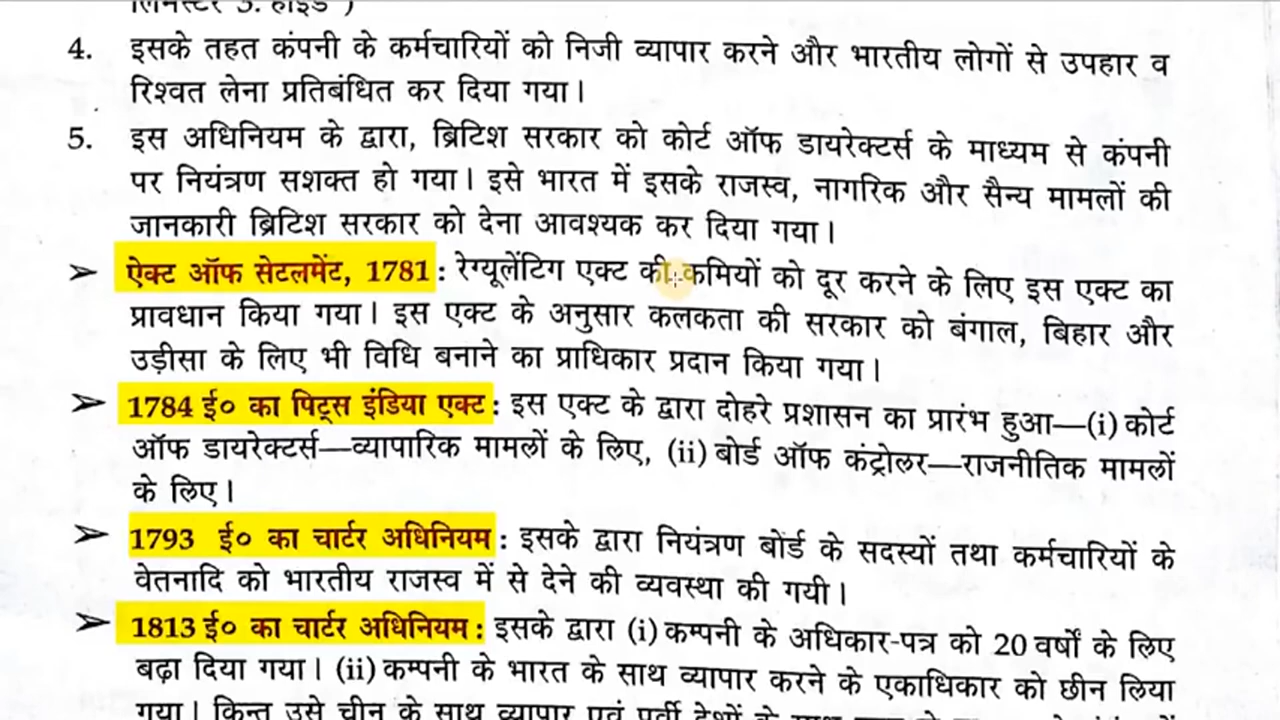 लिमेस्टर 3. हाइड )
4. इसके तहत कंपनी के कर्मचारियों को निजी व्यापार करने और भारतीय लोगों से उपहार व
रिश्वत लेना प्रतिबंधित कर दिया गया।
5. इस अधिनियम के द्वारा, ब्रिटिश सरकार को कोर्ट ऑफ डायरेक्टर्स के माध्यम से कंपनी
पर नियंत्रण सशक्त हो गया। इसे भारत में इसके राजस्व, नागरिक और सैन्य मामलों की
जानकारी ब्रिटिश सरकार को देना आवश्यक कर दिया गया।
➢ ऐक्ट ऑफ सेटलमेंट, 1781 : रेग्यूलेंटिग एक्ट की कमियों को दूर करने के लिए इस एक्ट का
प्रावधान किया गया। इस एक्ट के अनुसार कलकता की सरकार को बंगाल, बिहार और
उड़ीसा के लिए भी विधि बनाने का प्राधिकार प्रदान किया गया।
➢ 1784 ई० का पिट्स इंडिया एक्ट : इस एक्ट के द्वारा दोहरे प्रशासन का प्रारंभ हुआ—(i) कोर्ट
ऑफ डायरेक्टर्स—व्यापारिक मामलों के लिए, (ii) बोर्ड ऑफ कंट्रोलर—राजनीतिक मामलों
के लिए।
➢ 1793 ई० का चार्टर अधिनियम : इसके द्वारा नियंत्रण बोर्ड के सदस्यों तथा कर्मचारियों के
वेतनादि को भारतीय राजस्व में से देने की व्यवस्था की गयी।
➢ 1813 ई० का चार्टर अधिनियम : इसके द्वारा (i) कम्पनी के अधिकार-पत्र को 20 वर्षों के लिए
बढ़ा दिया गया। (ii) कम्पनी के भारत के साथ व्यापार करने के एकाधिकार को छीन लिया
गया। किन्तु उसे चीन के साथ व्यापार एवं पूर्वी देशों के साथ